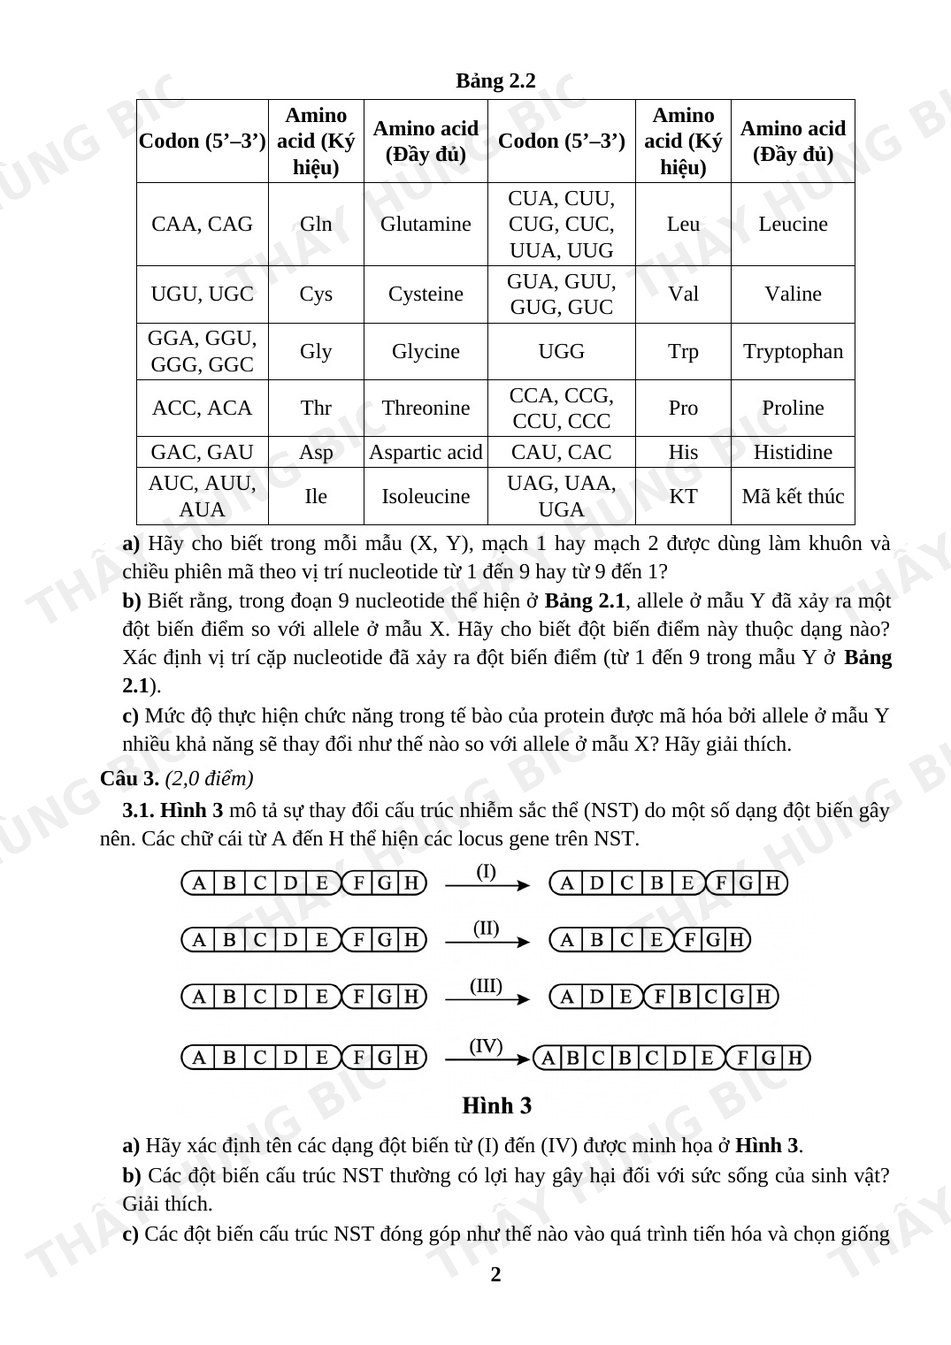 Bảng 2.2
Codon (5’–3’) Amino acid (Ký hiệu) Amino acid (Đầy đủ) Codon (5’–3’) Amino acid (Ký hiệu) Amino acid (Đầy đủ)
CAA, CAG Gln Glutamine CUA, CUU, CUG, CUC, UUA, UUG Leu Leucine
UGU, UGC Cys Cysteine GUA, GUU, GUG, GUC Val Valine
GGA, GGU, GGG, GGC Gly Glycine UGG Trp Tryptophan
ACC, ACA Thr Threonine CCA, CCG, CCU, CCC Pro Proline
GAC, GAU Asp Aspartic acid CAU, CAC His Histidine
AUC, AUU, AUA Ile Isoleucine UAG, UAA, UGA KT Mã kết thúc
a) Hãy cho biết trong mỗi mẫu (X, Y), mạch 1 hay mạch 2 được dùng làm khuôn và
chiều phiên mã theo vị trí nucleotide từ 1 đến 9 hay từ 9 đến 1?
b) Biết rằng, trong đoạn 9 nucleotide thể hiện ở Bảng 2.1, allele ở mẫu Y đã xảy ra một
đột biến điểm so với allele ở mẫu X. Hãy cho biết đột biến điểm này thuộc dạng nào?
Xác định vị trí cặp nucleotide đã xảy ra đột biến điểm (từ 1 đến 9 trong mẫu Y ở Bảng
2.1).
c) Mức độ thực hiện chức năng trong tế bào của protein được mã hóa bởi allele ở mẫu Y
nhiều khả năng sẽ thay đổi như thế nào so với allele ở mẫu X? Hãy giải thích.
Câu 3. (2,0 điểm)
3.1. Hình 3 mô tả sự thay đổi cấu trúc nhiễm sắc thể (NST) do một số dạng đột biến gây
nên. Các chữ cái từ A đến H thể hiện các locus gene trên NST.
A B C D E F G H (I) A D C B E F G H
A B C D E F G H (II) A B C E F G H
A B C D E F G H (III) A D E F B C G H
A B C D E F G H (IV) A B C B C D E F G H
Hình 3
a) Hãy xác định tên các dạng đột biến từ (I) đến (IV) được minh họa ở Hình 3.
b) Các đột biến cấu trúc NST thường có lợi hay gây hại đối với sức sống của sinh vật?
Giải thích.
c) Các đột biến cấu trúc NST đóng góp như thế nào vào quá trình tiến hóa và chọn giống
2
THẦY HÙNG BIO